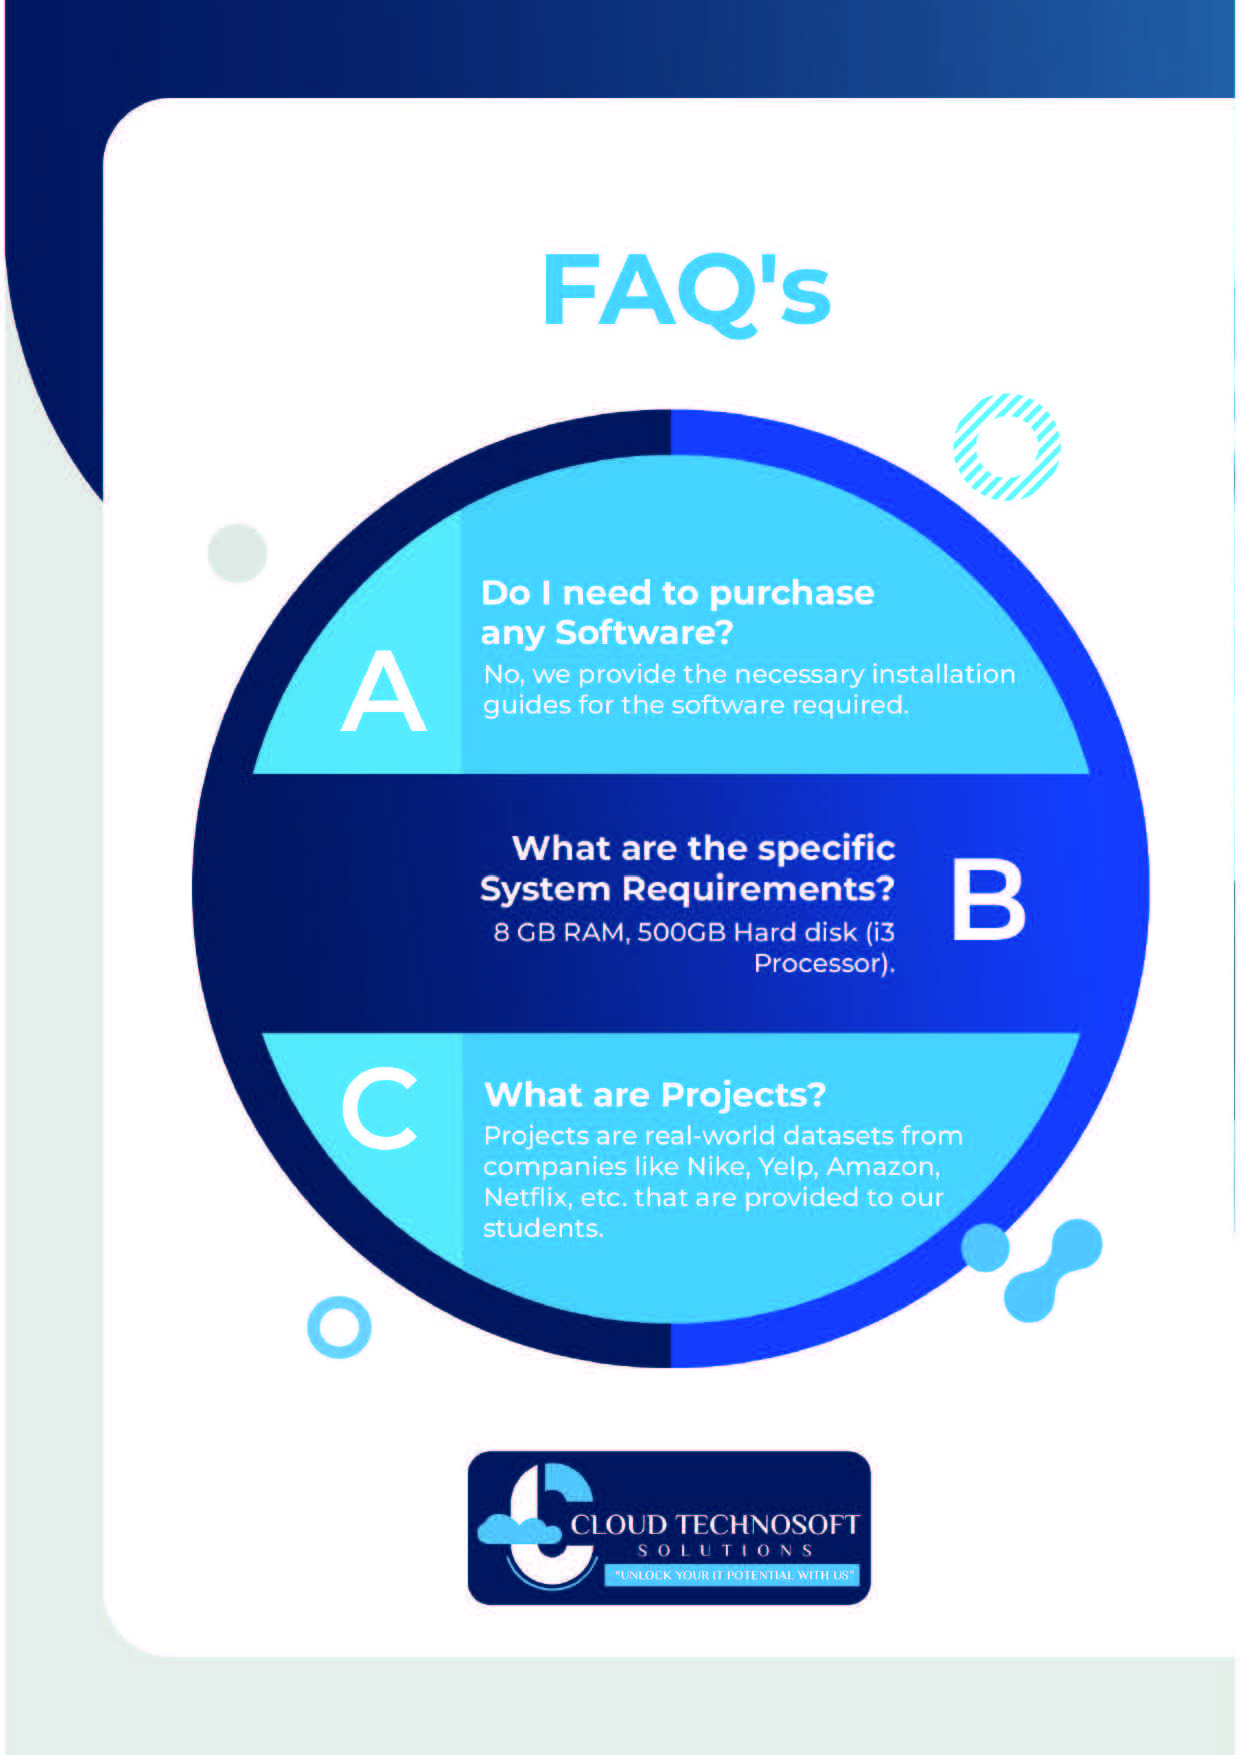 FAQ's
A
Do I need to purchase
any Software?
No, we provide the necessary installation
guides for the software required.
What are the specific
System Requirements?
8 GB RAM, 500GB Hard disk (i3
Processor).
B
C
What are Projects?
Projects are real-world datasets from
companies like Nike, Yelp, Amazon,
Netflix, etc. that are provided to our
students.
CLOUD TECHNOSOFT
SOLUTIONS
"UNLOCK YOUR IT POTENTIAL WITH US"